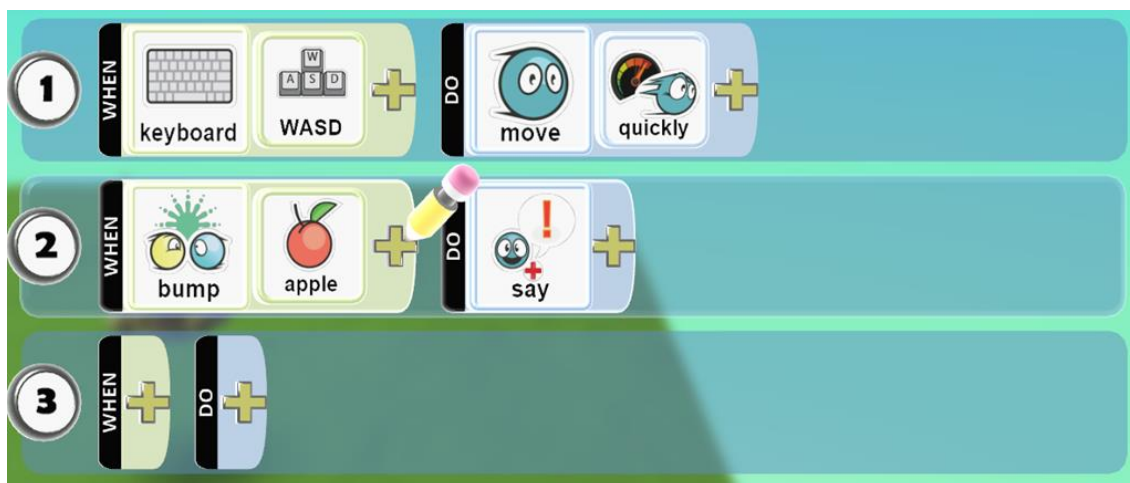 1 WHEN keyboard WASD DO move quickly
W
A S D
2 WHEN bump apple DO say !
3 WHEN DO